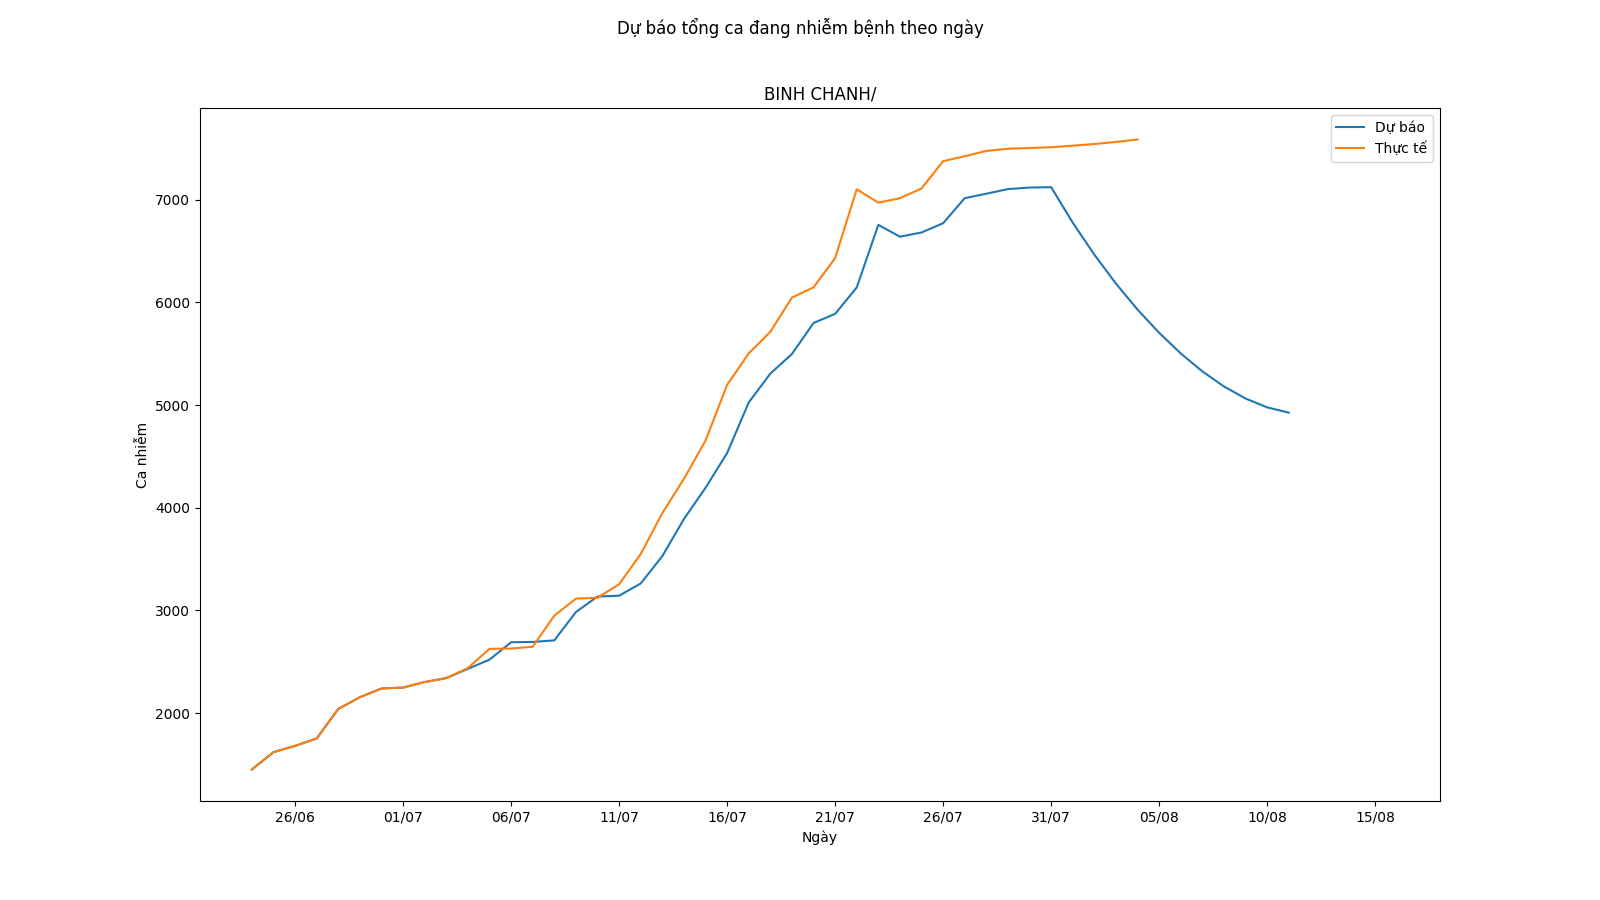 Dự báo tổng ca đang nhiễm bệnh theo ngày
BINH CHANH/
Dự báo
Thực tế
7000
6000
5000
4000
3000
2000
Ca nhiễm
26/06 01/07 06/07 11/07 16/07 21/07 26/07 31/07 05/08 10/08 15/08
Ngày